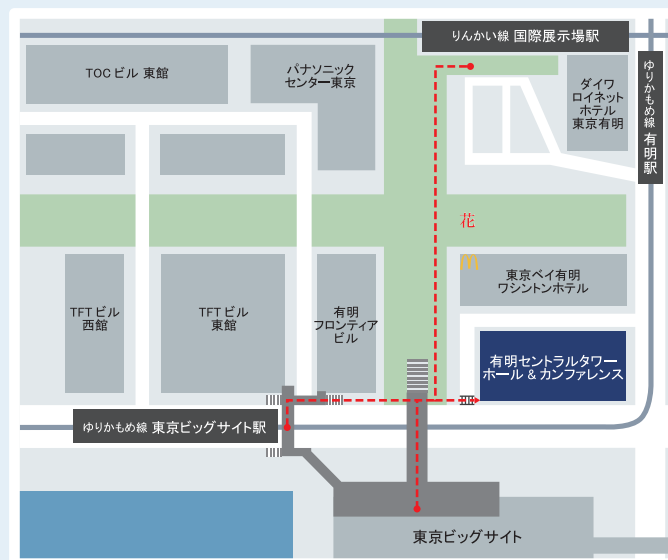 りんかい線 国際展示場駅
TOCビル 東館
パナソニック
センター東京
ダイワ
ロイネット
ホテル
東京有明
ゆりかもめ線 有明駅
花
東京ベイ有明
ワシントンホテル
TFTビル
西館
TFTビル
東館
有明
フロンティア
ビル
有明セントラルタワー
ホール&カンファレンス
ゆりかもめ線 東京ビッグサイト駅
東京ビッグサイト